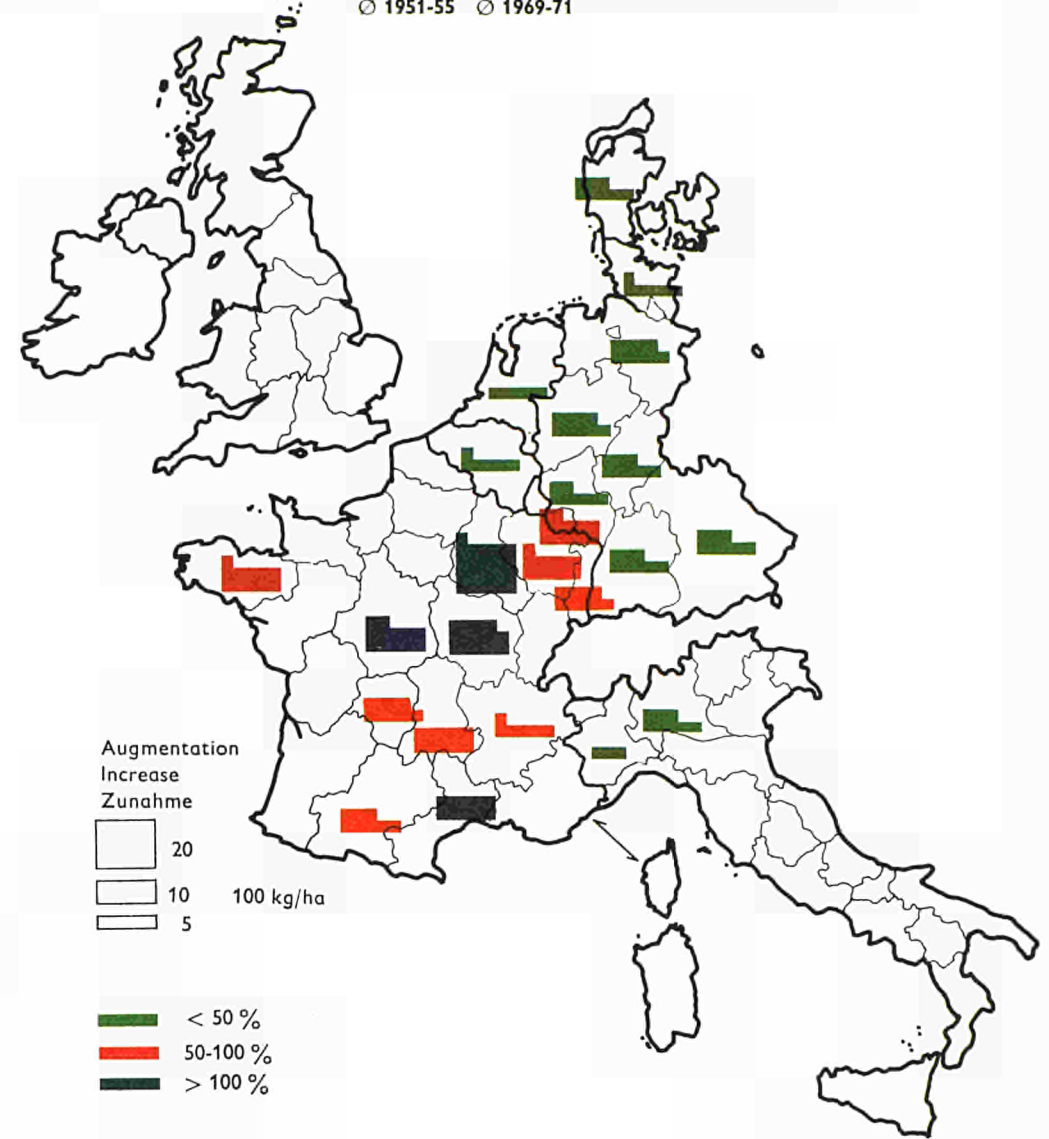 ∅ 1951-55 ∅ 1969-71
Augmentation
Increase
Zunahme
20
10 100 kg/ha
5
< 50 %
50-100 %
> 100 %